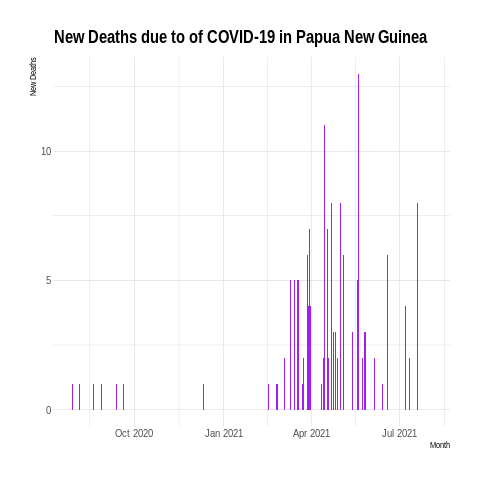 New Deaths due to of COVID-19 in Papua New Guinea
New Deaths
10
5
0
Oct 2020
Jan 2021
Apr 2021
Jul 2021
Month